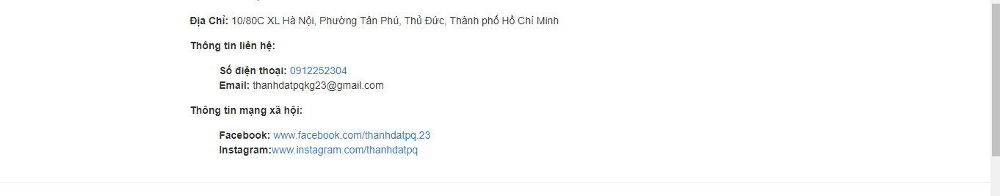 Địa Chỉ: 10/80C XL Hà Nội, Phường Tân Phú, Thủ Đức, Thành phố Hồ Chí Minh
Thông tin liên hệ:
Số điện thoại: 0912252304
Email: thanhdatpqkg23@gmail.com
Thông tin mạng xã hội:
Facebook: www.facebook.com/thanhdatpq.23
Instagram:www.instagram.com/thanhdatpq